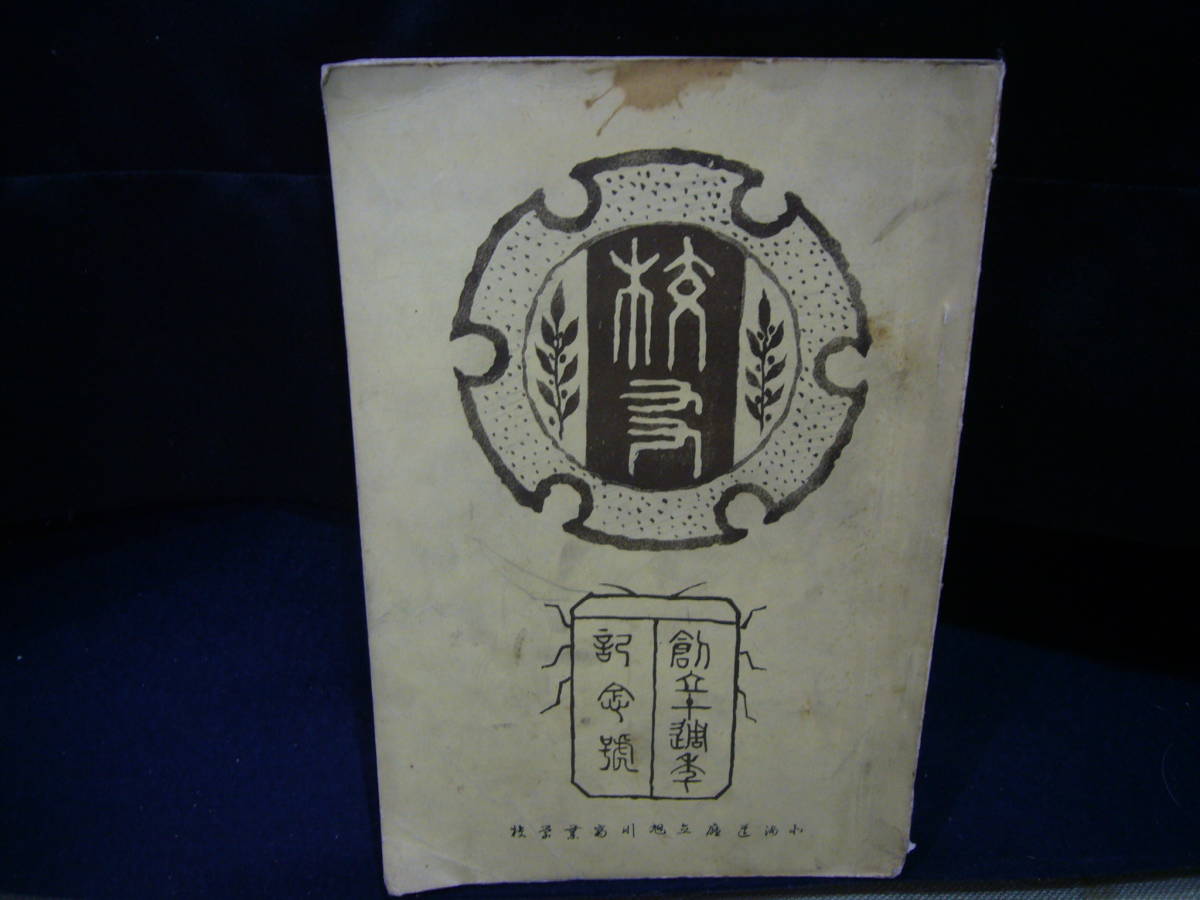 校友
創立十週年
記念號
北海道廳立旭川商業學校